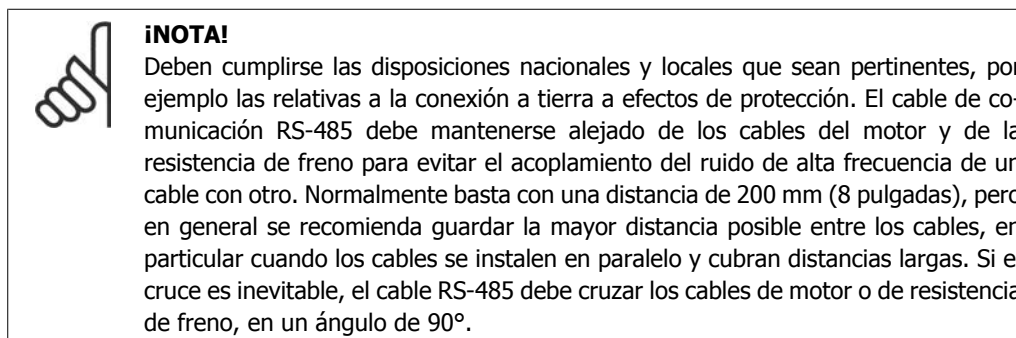 ¡NOTA!
Deben cumplirse las disposiciones nacionales y locales que sean pertinentes, por
ejemplo las relativas a la conexión a tierra a efectos de protección. El cable de co-
municación RS-485 debe mantenerse alejado de los cables del motor y de la
resistencia de freno para evitar el acoplamiento del ruido de alta frecuencia de un
cable con otro. Normalmente basta con una distancia de 200 mm (8 pulgadas), pero
en general se recomienda guardar la mayor distancia posible entre los cables, en
particular cuando los cables se instalen en paralelo y cubran distancias largas. Si el
cruce es inevitable, el cable RS-485 debe cruzar los cables de motor o de resistencia
de freno, en un ángulo de 90°.